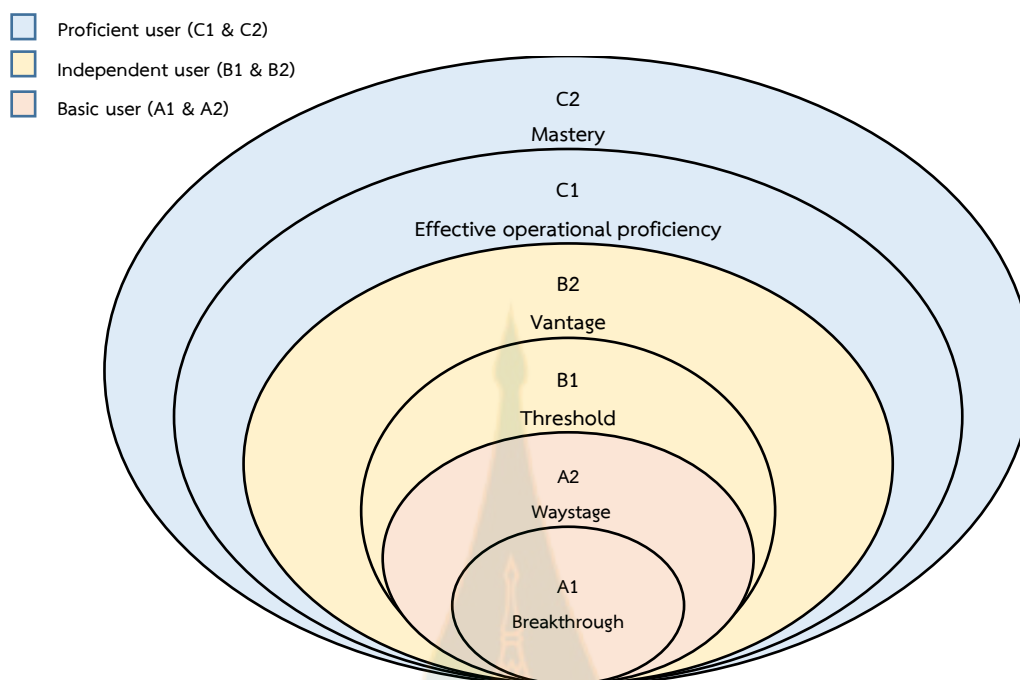 Proficient user (C1 & C2)
Independent user (B1 & B2)
Basic user (A1 & A2)
C2
Mastery
C1
Effective operational proficiency
B2
Vantage
B1
Threshold
A2
Waystage
A1
Breakthrough